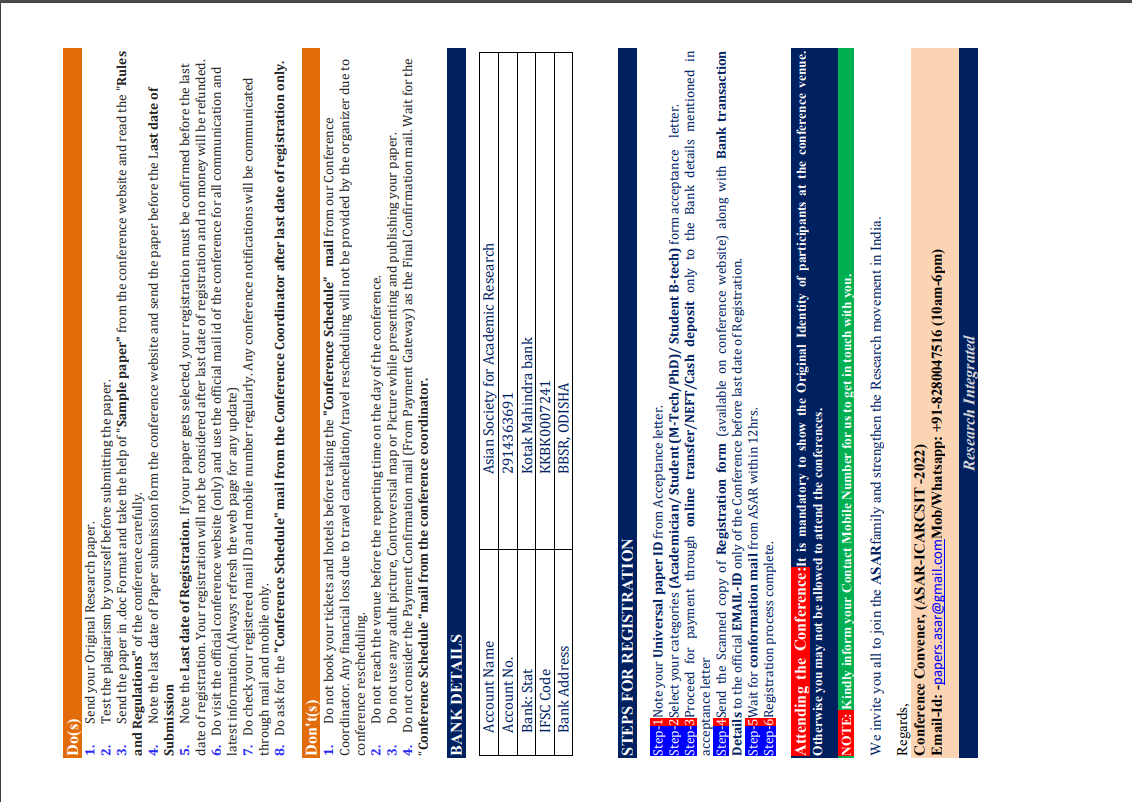 Do(s)
1. Send your Original Research paper.
2. Test the plagiarism by yourself before submitting the paper.
3. Send the paper in .doc Format and take the help of "Sample paper" from the conference website and read the "Rules
and Regulations" of the conference carefully.
4. Note the last date of Paper submission form the conference website and send the paper before the Last date of
Submission
5. Note the Last date of Registration. If your paper gets selected, your registration must be confirmed before the last
date of registration. Your registration will not be considered after last date of registration and no money will be refunded.
6. Do visit the official conference website (only) and use the official mail id of the conference for all communication and
latest information.(Always refresh the web page for any update)
7. Do check your registered mail ID and mobile number regularly. Any conference notifications will be communicated
through mail and mobile only.
8. Do ask for the "Conference Schedule" mail from the Conference Coordinator after last date of registration only.
Don't(s)
1. Do not book your tickets and hotels before taking the "Conference Schedule" mail from our Conference
Coordinator. Any financial loss due to travel cancellation/travel rescheduling will not be provided by the organizer due to
conference rescheduling.
2. Do not reach the venue before the reporting time on the day of the conference.
3. Do not use any adult picture, Controversial map or Picture while presenting and publishing your paper.
4. Do not consider the Payment Confirmation mail (From Payment Gateway) as the Final Confirmation mail. Wait for the
"Conference Schedule "mail from the conference coordinator.
BANK DETAILS
Account Name Asian Society for Academic Research
Account No. 2914363691
Bank: Stat Kotak Mahindra bank
IFSC Code KKBK0007241
Bank Address BBSR, ODISHA
STEPS FOR REGISTRATION
Step-1Note your Universal paper ID from Acceptance letter.
Step-2Select your categories (Academician/ Student (M-Tech/PhD)/ Student B-tech) form acceptance letter.
Step-3Proceed for payment through online transfer/NEFT/Cash deposit only to the Bank details mentioned in
acceptance letter
Step-4Send the Scanned copy of Registration form (available on conference website) along with Bank transaction
Details to the official EMAIL-ID only of the Conference before last date of Registration.
Step-5Wait for conformation mail from ASAR within 12hrs.
Step-6Registration process complete.
Attending the Conference:It is mandatory to show the Original Identity of participants at the conference venue.
Otherwise you may not be allowed to attend the conferences.
NOTE: Kindly inform your Contact Mobile Number for us to get in touch with you.
We invite you all to join the ASARfamily and strengthen the Research movement in India.
Regards,
Conference Convener, (ASAR-ICARCSIT -2022)
Email-Id: -papers.asar@gmail.comMob/Whatsapp: +91-8280047516 (10am-6pm)
Research Integrated